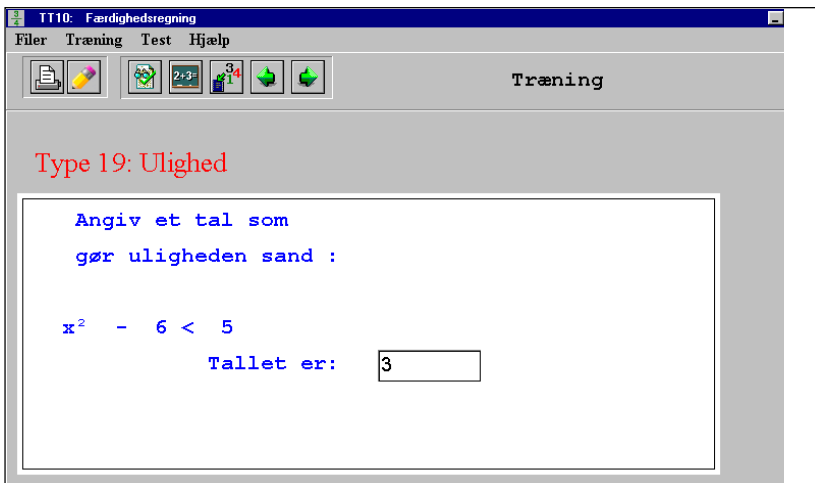 TT10: Færdighedsregning
Filer Træning Test Hjælp
Træning
Type 19: Ulighed
Angiv et tal som
gør uligheden sand :
x² - 6 < 5
Tallet er: 3